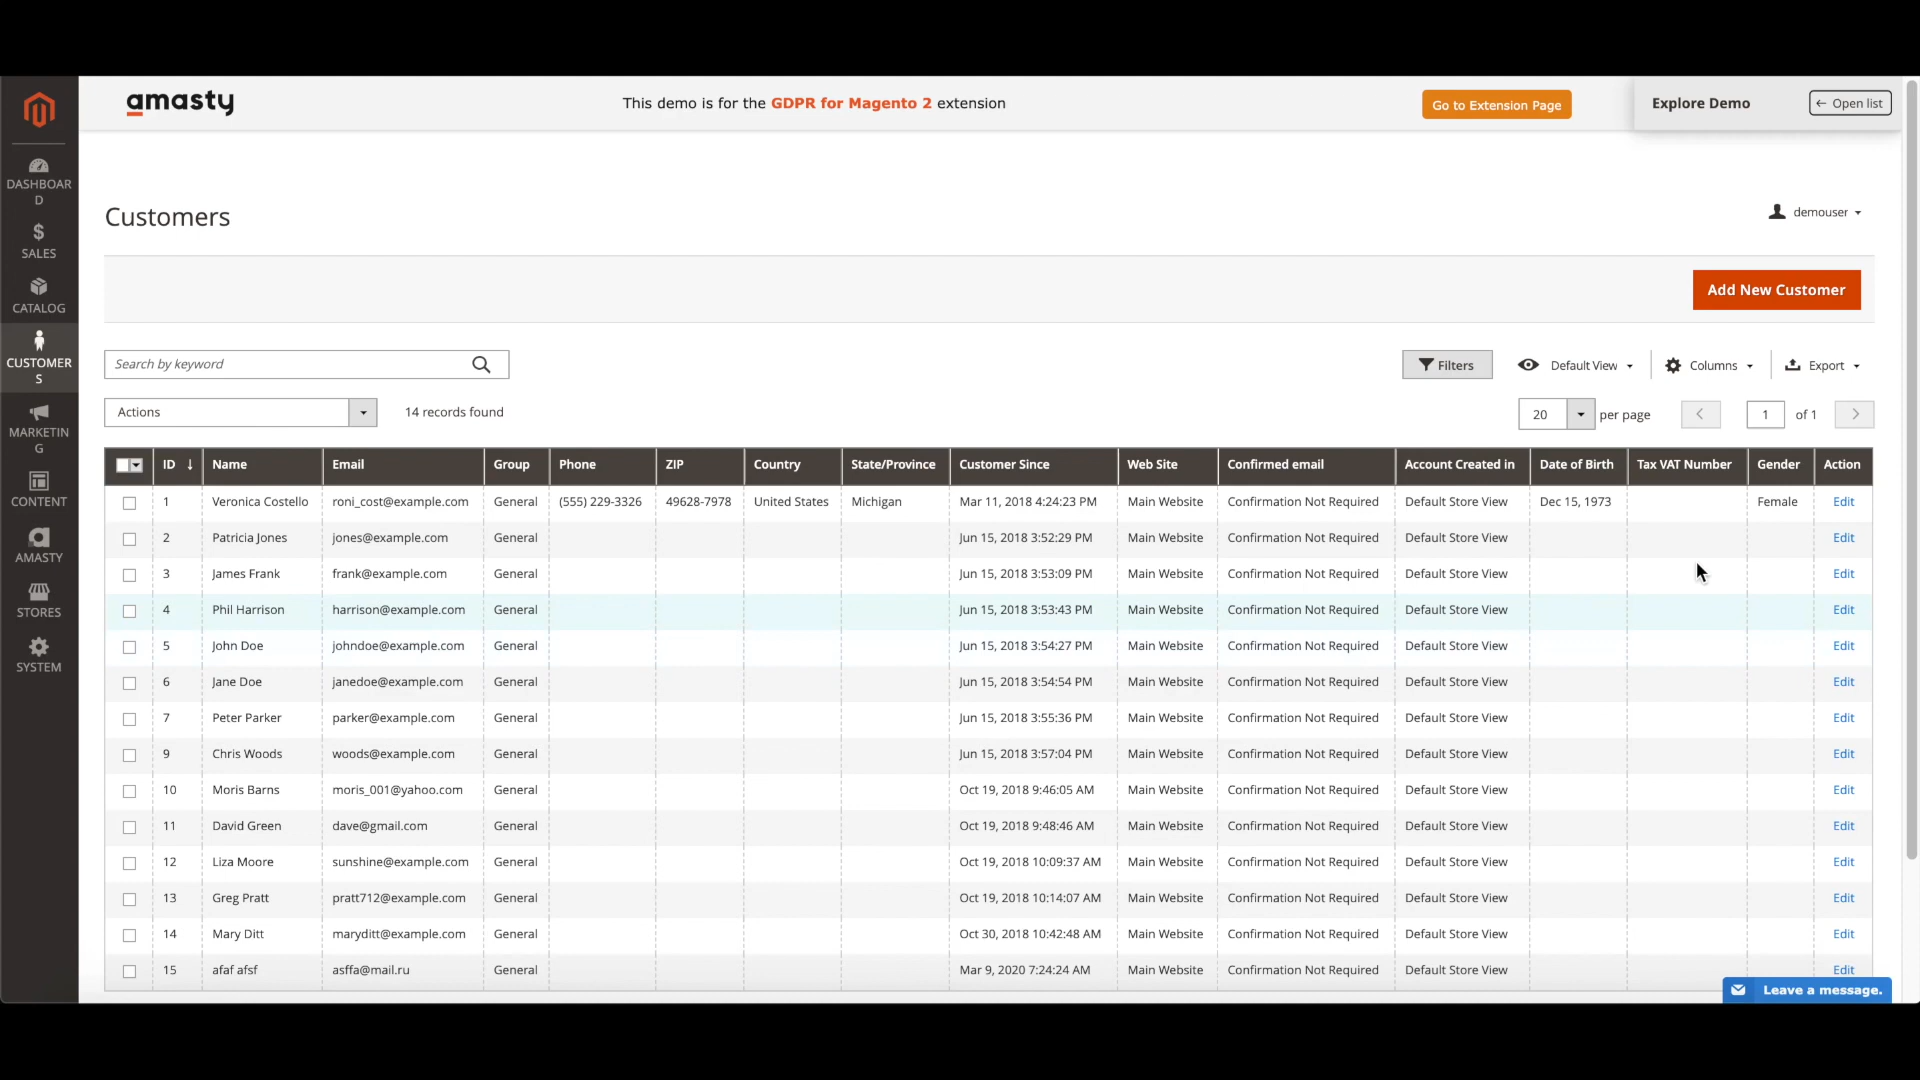 amasty
This demo is for the GDPR for Magento 2 extension
Go to Extension Page
Explore Demo
← Open list
DASHBOAR
D
SALES
CATALOG
CUSTOMER
S
MARKETIN
G
CONTENT
AMASTY
STORES
SYSTEM
Customers
demouser
Add New Customer
Search by keyword
Filters
Default View
Columns
Export
Actions
14 records found
20 per page
1 of 1
ID ↓ Name Email Group Phone ZIP Country State/Province Customer Since Web Site Confirmed email Account Created in Date of Birth Tax VAT Number Gender Action
1 Veronica Costello roni_cost@example.com General (555) 229-3326 49628-7978 United States Michigan Mar 11, 2018 4:24:23 PM Main Website Confirmation Not Required Default Store View Dec 15, 1973 Female Edit
2 Patricia Jones jones@example.com General Jun 15, 2018 3:52:29 PM Main Website Confirmation Not Required Default Store View Edit
3 James Frank frank@example.com General Jun 15, 2018 3:53:09 PM Main Website Confirmation Not Required Default Store View Edit
4 Phil Harrison harrison@example.com General Jun 15, 2018 3:53:43 PM Main Website Confirmation Not Required Default Store View Edit
5 John Doe johndoe@example.com General Jun 15, 2018 3:54:27 PM Main Website Confirmation Not Required Default Store View Edit
6 Jane Doe janedoe@example.com General Jun 15, 2018 3:54:54 PM Main Website Confirmation Not Required Default Store View Edit
7 Peter Parker parker@example.com General Jun 15, 2018 3:55:36 PM Main Website Confirmation Not Required Default Store View Edit
9 Chris Woods woods@example.com General Jun 15, 2018 3:57:04 PM Main Website Confirmation Not Required Default Store View Edit
10 Moris Barns moris_001@yahoo.com General Oct 19, 2018 9:46:05 AM Main Website Confirmation Not Required Default Store View Edit
11 David Green dave@gmail.com General Oct 19, 2018 9:48:46 AM Main Website Confirmation Not Required Default Store View Edit
12 Liza Moore sunshine@example.com General Oct 19, 2018 10:09:37 AM Main Website Confirmation Not Required Default Store View Edit
13 Greg Pratt pratt712@example.com General Oct 19, 2018 10:14:07 AM Main Website Confirmation Not Required Default Store View Edit
14 Mary Ditt maryditt@example.com General Oct 30, 2018 10:42:48 AM Main Website Confirmation Not Required Default Store View Edit
15 afaf afsf asffa@mail.ru General Mar 9, 2020 7:24:24 AM Main Website Confirmation Not Required Default Store View Edit
Leave a message.